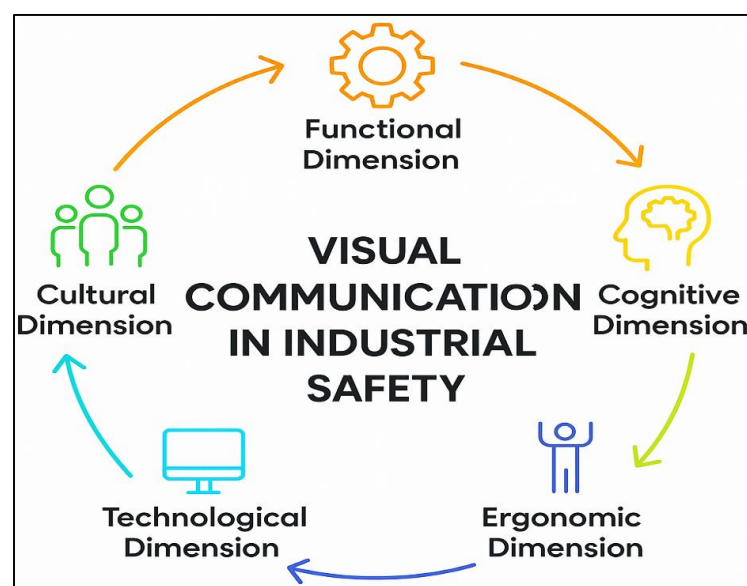 Functional
Dimension
VISUAL
COMMUNICATIOↃN
IN INDUSTRIAL
SAFETY
Cognitive
Dimension
Ergonomic
Dimension
Technological
Dimension
Cultural
Dimension